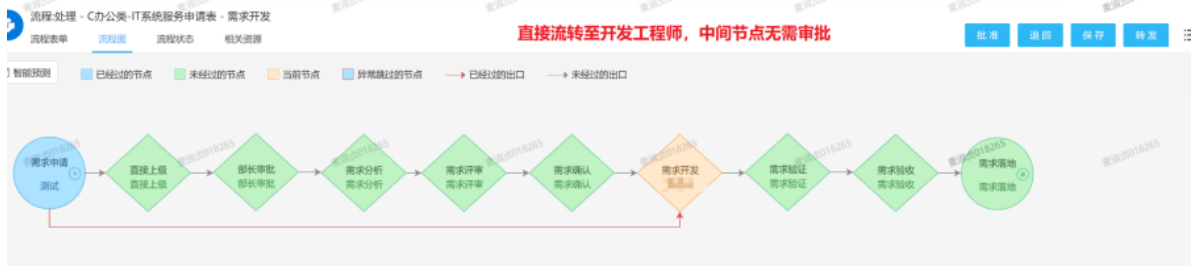 流程:处理 - C办公类-IT系统服务申请表 - 需求开发
流程表单 流程图 流程状态 相关资源
直接流转至开发工程师，中间节点无需审批
批准 退回 保存 转发
智能预测 已经过的节点 未经过的节点 当前节点 异常跳过的节点 已经过的出口 未经过的出口
需求申请 直接上级 部长审批 需求分析 需求评审 需求确认 需求开发 需求验证 需求验收 需求落地
测试 直接上级 部长审批 需求分析 需求评审 需求确认 需求验证 需求验收 需求落地